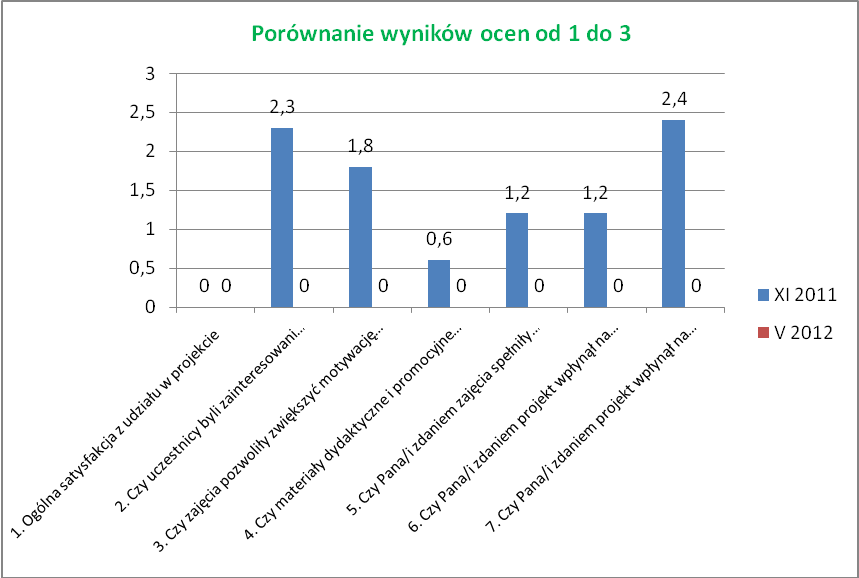 Porównanie wyników ocen od 1 do 3
3
2,5
2
1,5
1
0,5
0
0 0
2,3 0
1,8 0
0,6 0
1,2 0
1,2 0
2,4 0
1. Ogólna satysfakcja z udziału w projekcie
2. Czy uczestnicy byli zainteresowani...
3. Czy zajęcia pozwoliły zwiększyć motywację...
4. Czy materiały dydaktyczne i promocyjne...
5. Czy Pana/i zdaniem zajęcia spełniły...
6. Czy Pana/i zdaniem projekt wpłynął na...
7. Czy Pana/i zdaniem projekt wpłynął na...
XI 2011
V 2012